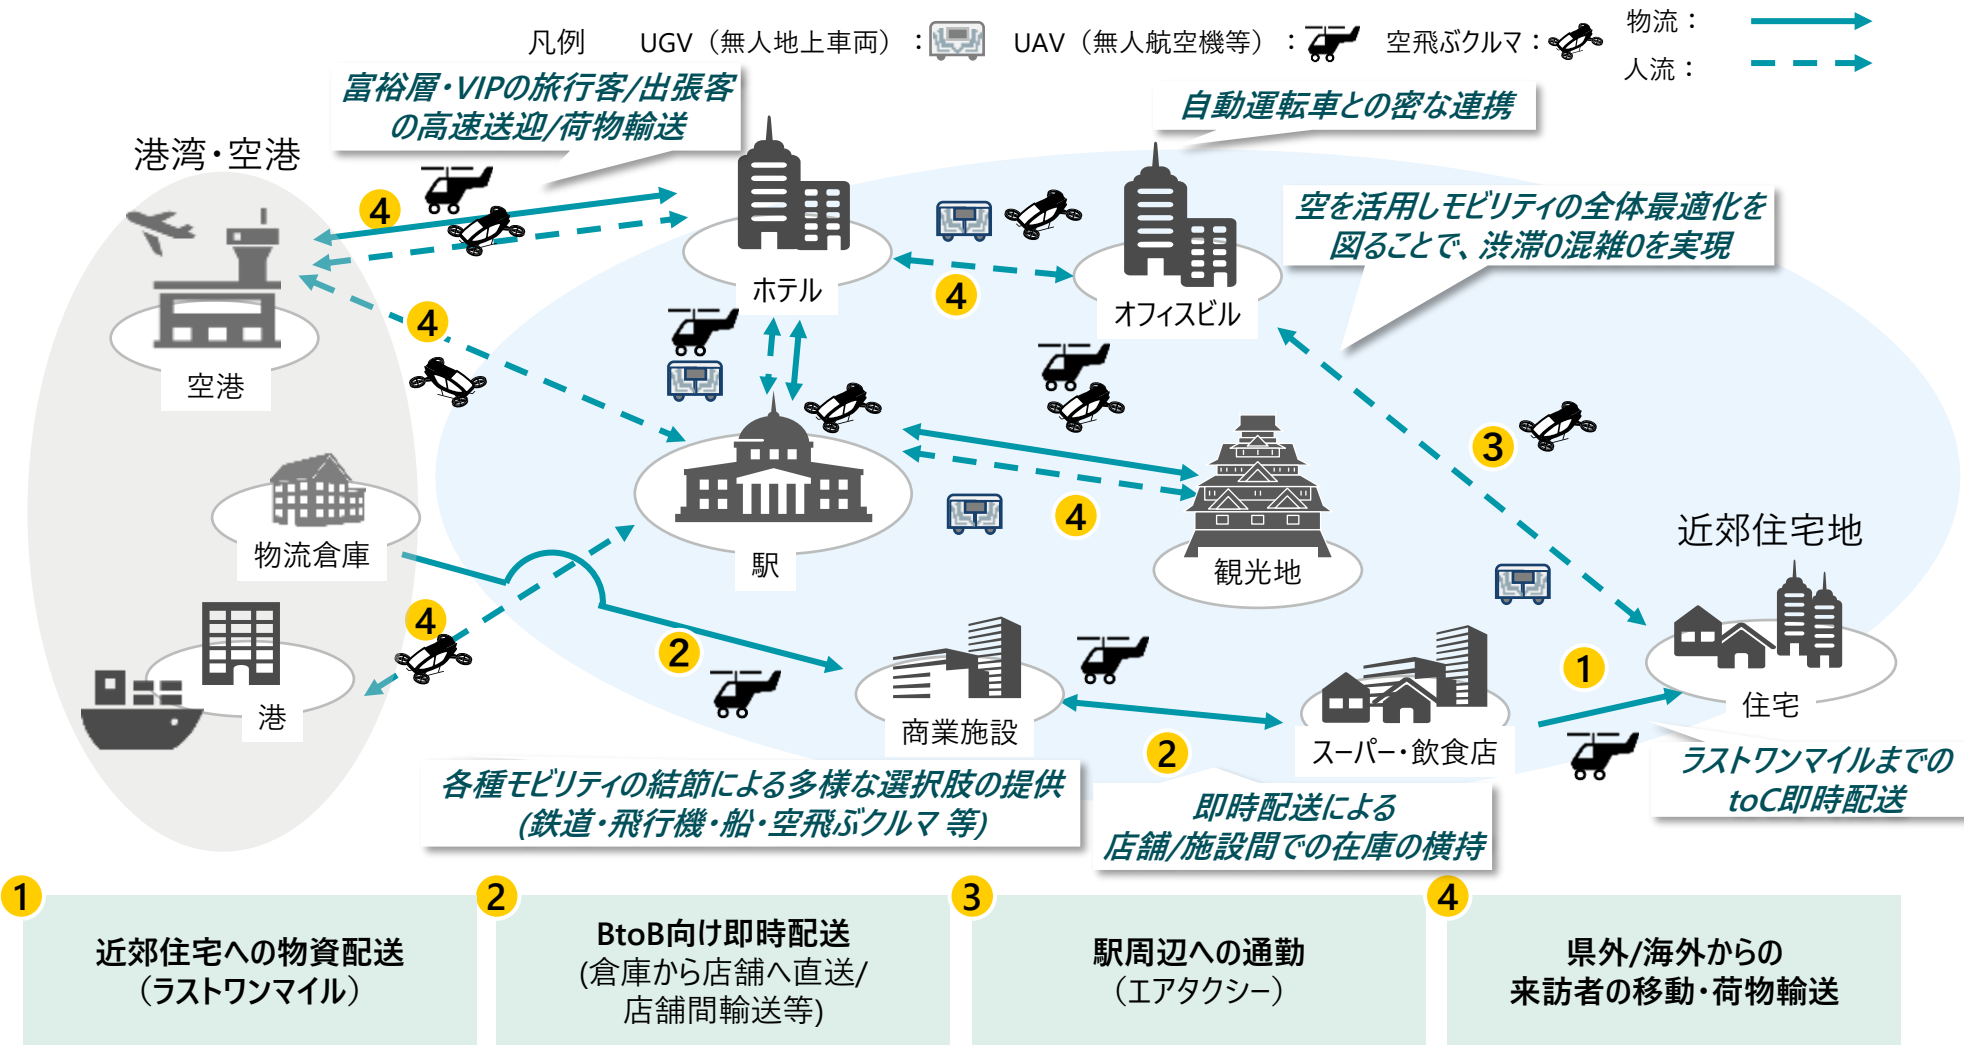 凡例
UGV（無人地上車両）：
UAV（無人航空機等）：
空飛ぶクルマ：
物流：
人流：
富裕層・VIPの旅行客/出張客
の高速送迎/荷物輸送
自動運転車との密な連携
港湾・空港
空を活用しモビリティの全体最適化を
図ることで、渋滞0混雑0を実現
4
4
4
ホテル
オフィスビル
空港
3
4
近郊住宅地
物流倉庫
駅
観光地
4
2
1
港
商業施設
2
スーパー・飲食店
住宅
各種モビリティの結節による多様な選択肢の提供
(鉄道・飛行機・船・空飛ぶクルマ 等)
即時配送による
店舗/施設間での在庫の横持
ラストワンマイルまでの
toC即時配送
1
近郊住宅への物資配送
（ラストワンマイル）
2
BtoB向け即時配送
(倉庫から店舗へ直送/
店舗間輸送等)
3
駅周辺への通勤
（エアタクシー）
4
県外/海外からの
来訪者の移動・荷物輸送